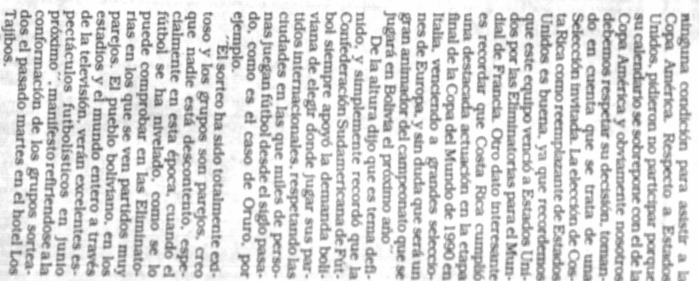 ninguna condición para asistir a la
Copa América. Respecto a Estados
Unidos, pidieron no participar porque
su calendario se sobrepone con el de la
Copa América y obviamente nosotros
debemos respetar su decisión, toman-
do en cuenta que se trata de una
Selección invitada. La elección de Cos-
ta Rica como reemplazante de Estados
Unidos es buena, ya que recordemos
que este equipo venció a Estados Uni-
dos por las Eliminatorias para el Mun-
dial de Francia. Otro dato interesante
es recordar que Costa Rica cumplió
una destacada actuación en la etapa
final de la Copa del Mundo de 1990 en
Italia, venciendo a grandes seleccio-
nes de Europa, y sin duda que será un
gran animador del campeonato que se
jugará en Bolivia el próximo año".
De la altura dijo que es tema defi-
nido, y simplemente recordó que la
Confederación Sudamericana de Fút-
bol siempre apoyó la demanda boli-
viana de elegir donde jugar sus par-
tidos internacionales, respetando las
ciudades en las que miles de perso-
nas juegan fútbol desde el siglo pasa-
do, como es el caso de Oruro, por
ejemplo.
"El sorteo ha sido totalmente exi-
toso y los grupos son parejos, creo
que nadie está descontento, espe-
cialmente en esta época, cuando el
fútbol se ha nivelado, como se lo
puede comprobar en las Eliminato-
rias en los que se ven partidos muy
parejos. El pueblo boliviano, en los
estadios y el mundo entero a través
de la televisión, verán excelentes es-
pectáculos futbolísticos en junio
próximo", manifestó refiriéndose a la
conformación de los grupos sortea-
dos el pasado martes en el hotel Los
Tajibos.